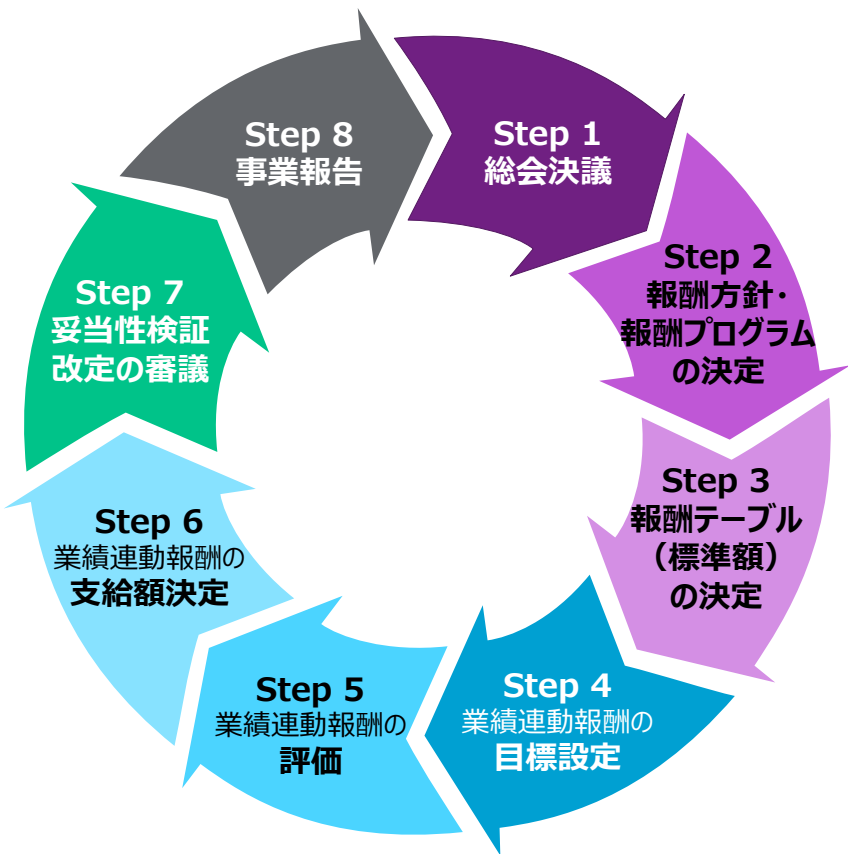 Step 1
総会決議
Step 2
報酬方針・
報酬プログラム
の決定
Step 3
報酬テーブル
（標準額）
の決定
Step 4
業績連動報酬の
目標設定
Step 5
業績連動報酬の
評価
Step 6
業績連動報酬の
支給額決定
Step 7
妥当性検証
改定の審議
Step 8
事業報告